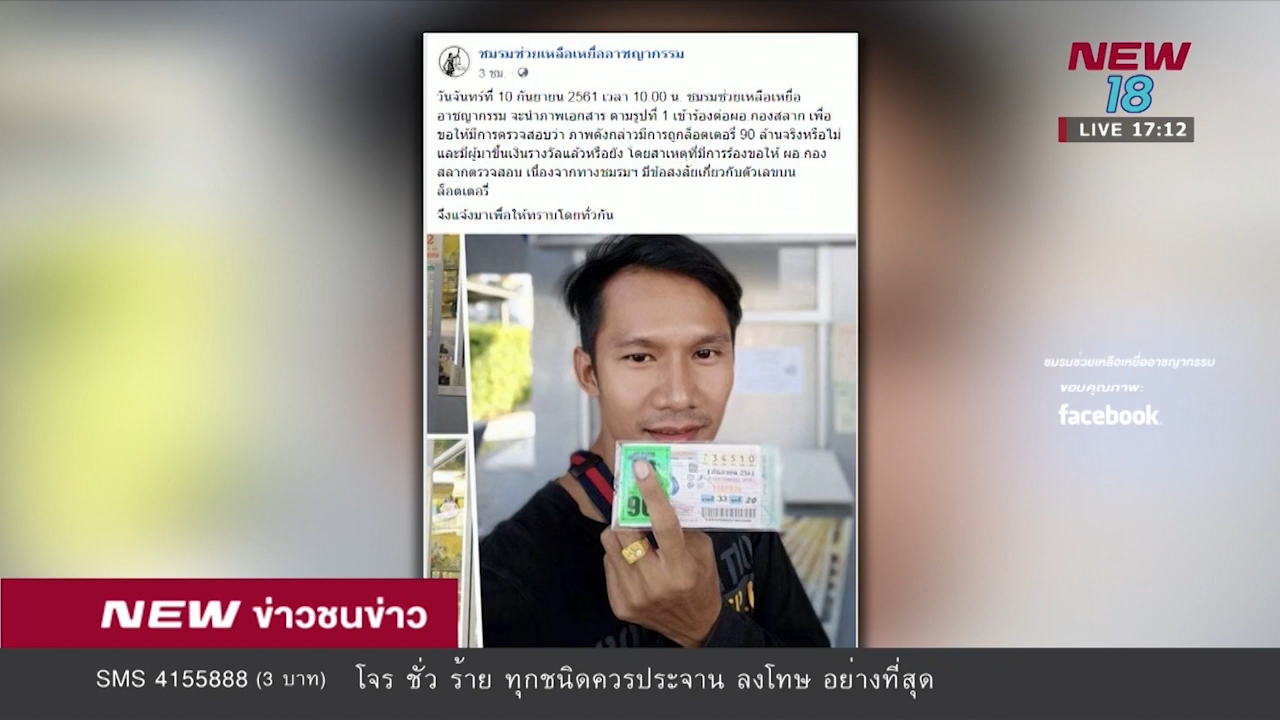 ชมรมช่วยเหลือเหยื่ออาชญากรรม
3 ชม.
วันจันทร์ที่ 10 กันยายน 2561 เวลา 10.00 น. ชมรมช่วยเหลือเหยื่อ
อาชญากรรม จะนำภาพเอกสาร ตามรูปที่ 1 เข้าร้องต่อผอ.กองสลาก เพื่อ
ขอให้มีการตรวจสอบว่า ภาพดังกล่าวมีการถูกล็อตเตอรี่ 90 ล้านจริงหรือไม่
และมีผู้มาขึ้นเงินรางวัลแล้วหรือยัง โดยสาเหตุที่มีการร้องขอให้ ผอ กอง
สลากตรวจสอบ เนื่องจากทางชมรมฯ มีข้อสงสัยเกี่ยวกับตัวเลขบน
ล็อตเตอรี่
จึงแจ้งมาเพื่อให้ทราบโดยทั่วกัน
NEW
18
LIVE 17:12
734510
33
20
90
ชมรมช่วยเหลือเหยื่ออาชญากรรม
ขอบคุณภาพ:
facebook
NEW ข่าวชนข่าว
SMS 4155888 (3 บาท) โจร ชั่ว ร้าย ทุกชนิดควรประจาน ลงโทษ อย่างที่สุด